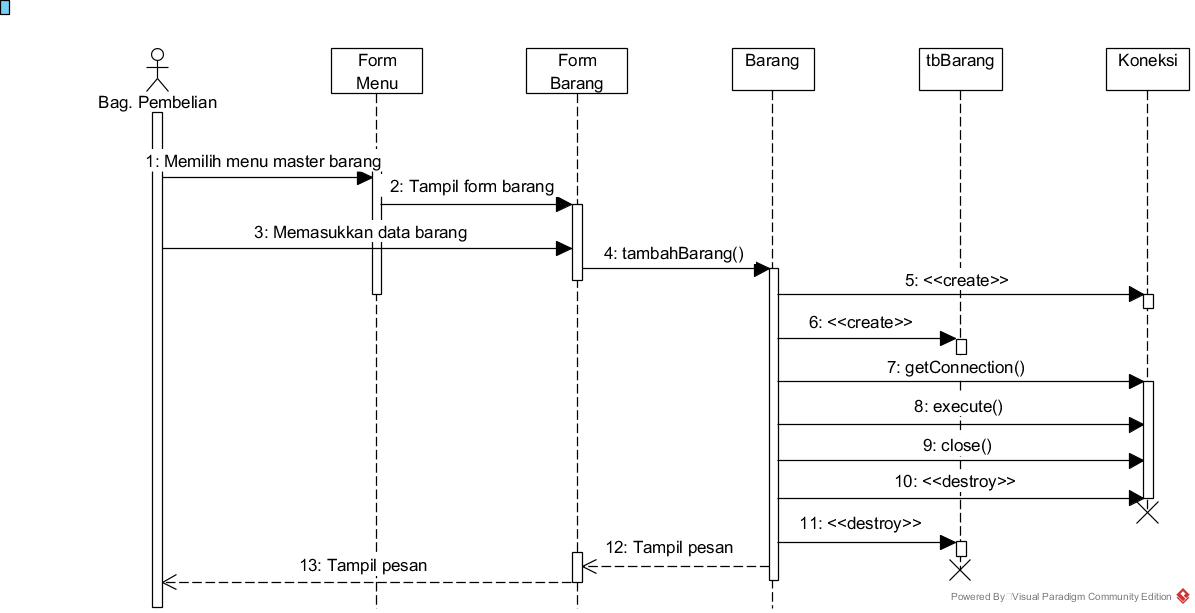 Form
Menu
Form
Barang
Barang
tbBarang
Koneksi
Bag. Pembelian
1: Memilih menu master barang
2: Tampil form barang
3: Memasukkan data barang
4: tambahBarang()
5: <<create>>
6: <<create>>
7: getConnection()
8: execute()
9: close()
10: <<destroy>>
11: <<destroy>>
12: Tampil pesan
13: Tampil pesan
Powered By Visual Paradigm Community Edition